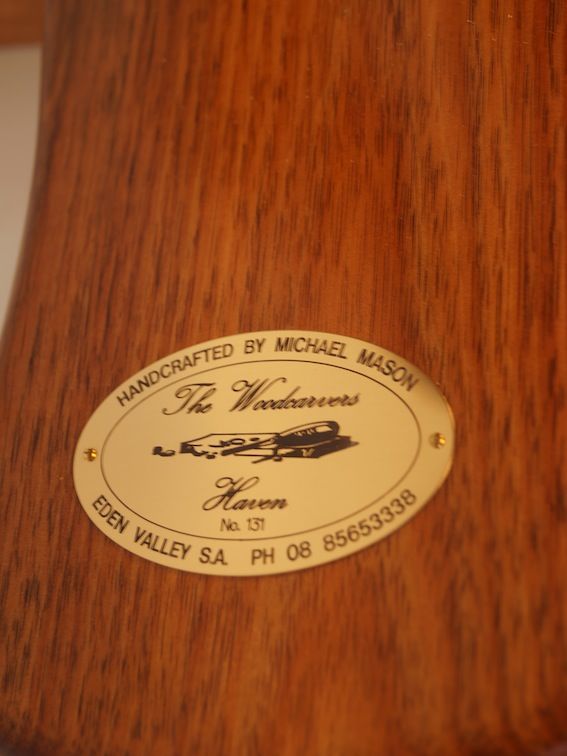 HANDCRAFTED BY MICHAEL MASON
The Woodcarvers
Haven
No. 131
EDEN VALLEY S.A. PH 08 85653338